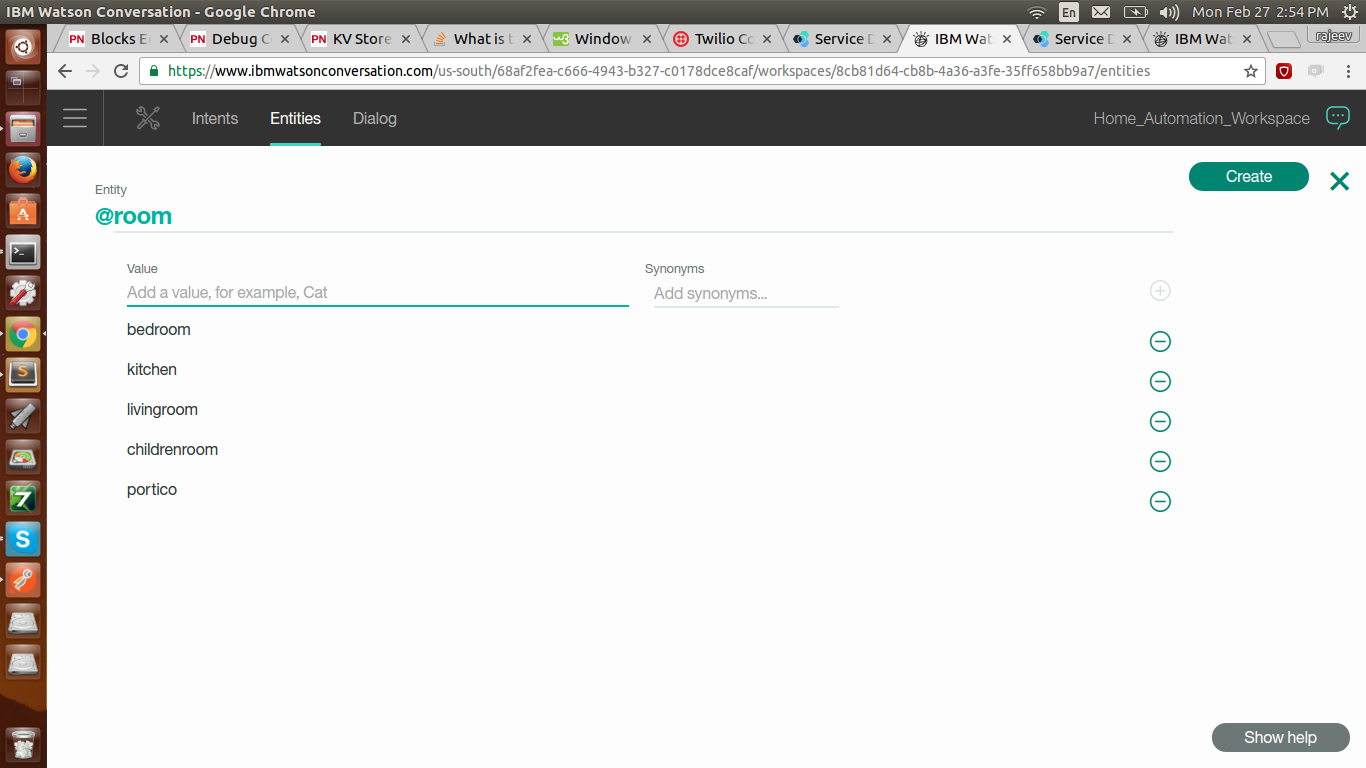 IBM Watson Conversation - Google Chrome
En
Mon Feb 27 2:54 PM
PN Blocks E
PN Debug C
PN KV Store
What is t
w3 Window
Twilio Co
Service D
IBM Wat
Service D
IBM Wat
rajeev
https://www.ibmwatsonconversation.com/us-south/68af2fea-c666-4943-b327-c0178dce8caf/workspaces/8cb81d64-cb8b-4a36-a3fe-35ff658bb9a7/entities
Intents
Entities
Dialog
Home_Automation_Workspace
Create
Entity
@room
Value
Synonyms
Add a value, for example, Cat
Add synonyms...
bedroom
kitchen
livingroom
childrenroom
portico
Show help